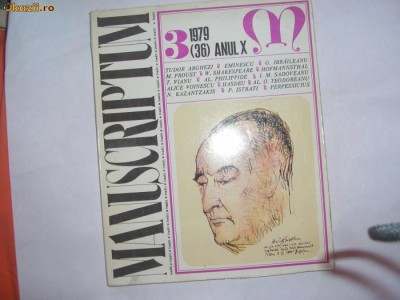 okazii.ro
MANUSCRIPTUM
3 1979
(36) ANUL X
TUDOR ARGHEZI EMINESCU G. IBRĂILEANU
M. PROUST W. SHAKESPEARE HOFMANNSTHAL
T. VIANU AL. PHILIPPIDE I. M. SADOVEANU
ALICE VOINESCU HASDEU AL. O. TEODOREANU
N. KAZANTZAKIS P. ISTRATI PERPESSICIUS